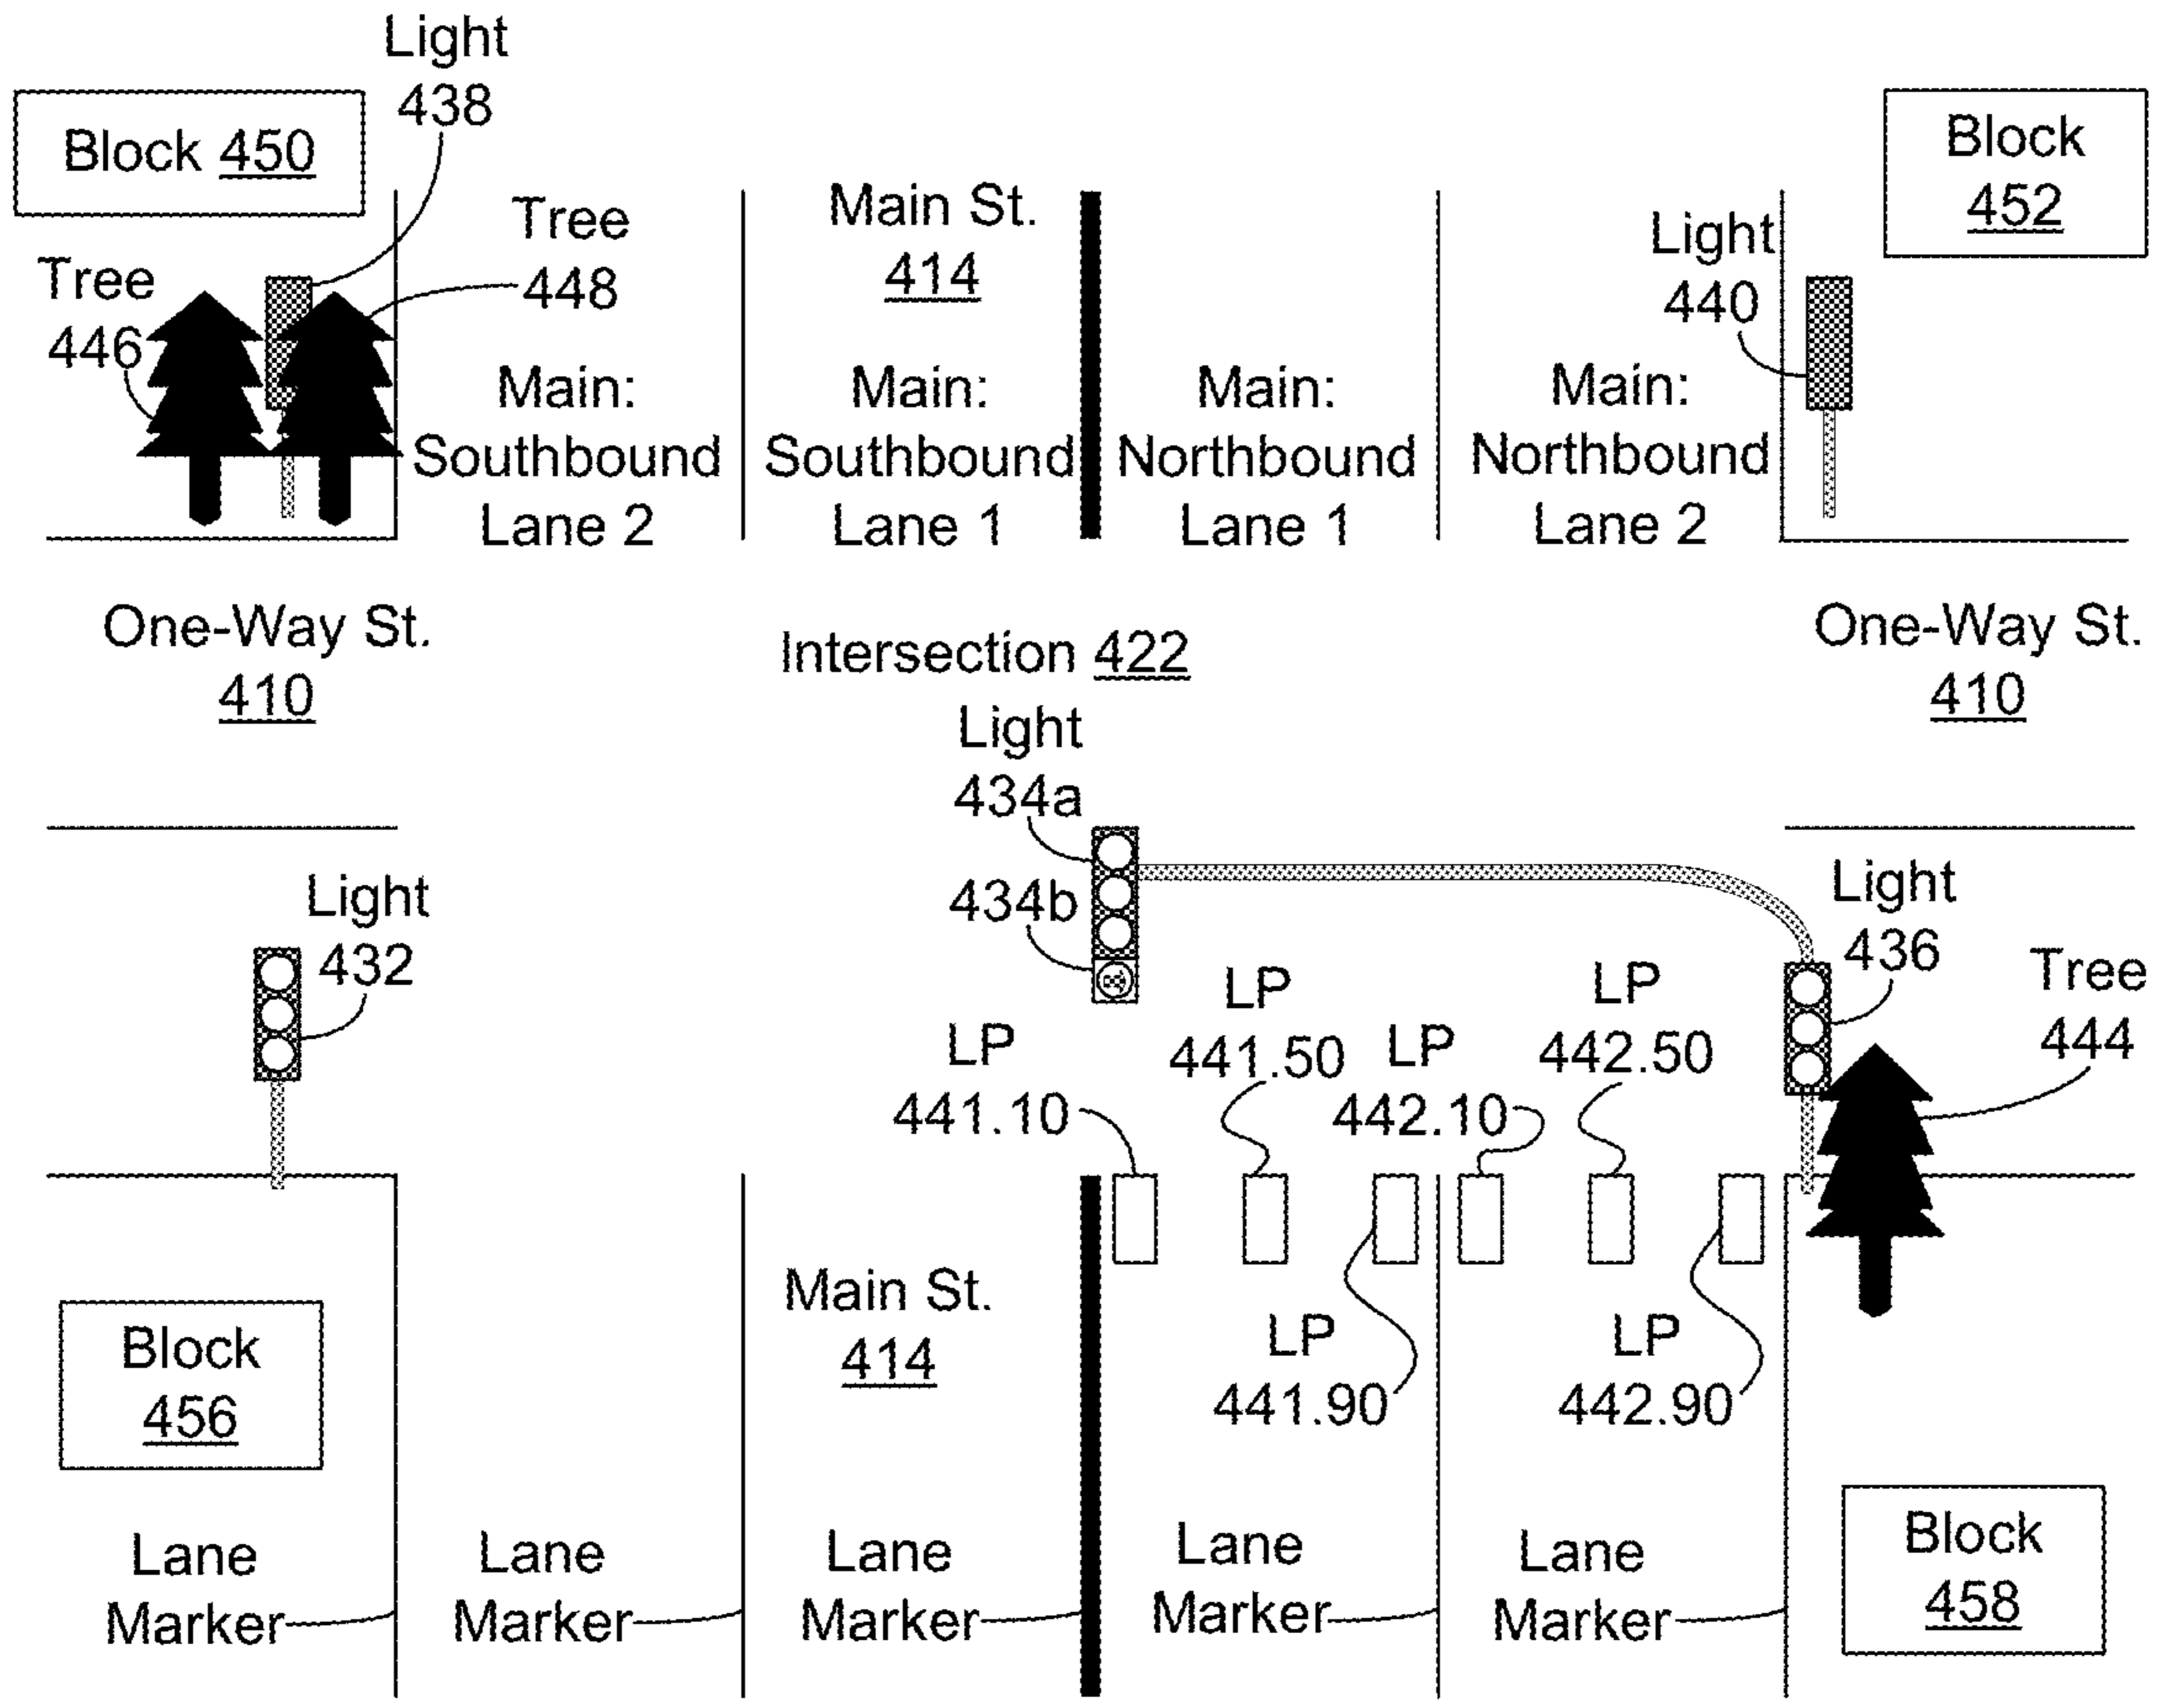 Light
438
Block 450
Block
452
Tree
446
Tree
448
Main St.
414
Light
440
Main:
Southbound
Lane 2
Main:
Southbound
Lane 1
Main:
Northbound
Lane 1
Main:
Northbound
Lane 2
One-Way St.
410
Intersection 422
One-Way St.
410
Light
434a
434b
Light
432
Light
436
Tree
444
LP
441.10
LP
441.50
LP
442.10
LP
442.50
Main St.
414
LP
441.90
LP
442.90
Block
456
Block
458
Lane
Marker
Lane
Marker
Lane
Marker
Lane
Marker
Lane
Marker